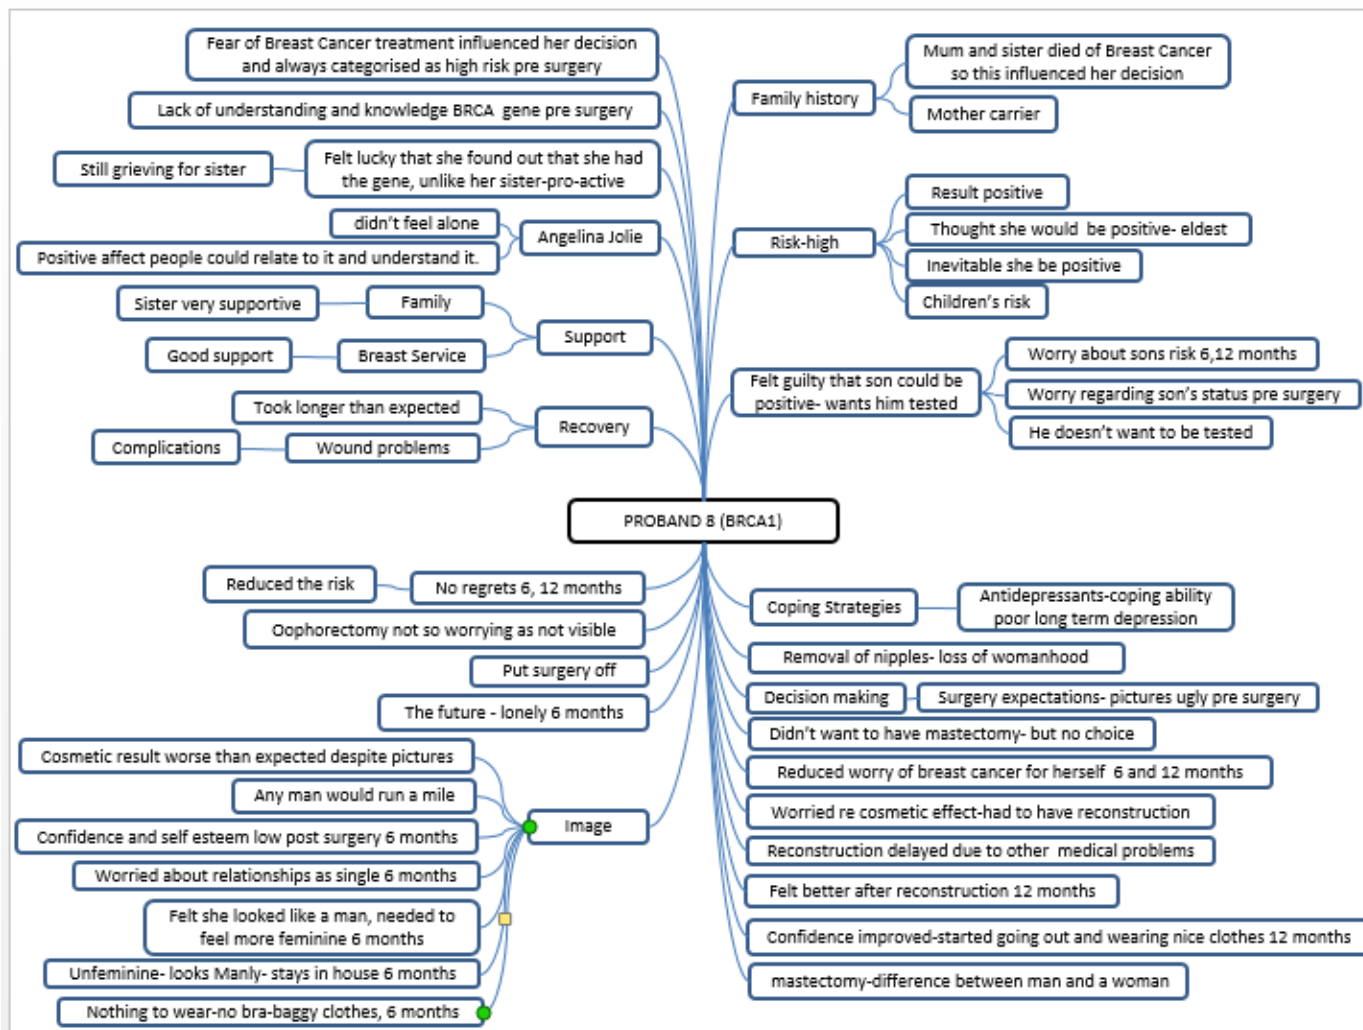 Fear of Breast Cancer treatment influenced her decision
and always categorised as high risk pre surgery
Lack of understanding and knowledge BRCA gene pre surgery
Still grieving for sister
Felt lucky that she found out that she had
the gene, unlike her sister-pro-active
didn't feel alone
Positive affect people could relate to it and understand it.
Angelina Jolie
Sister very supportive
Family
Good support
Breast Service
Support
Took longer than expected
Complications
Wound problems
Recovery
Family history
Mum and sister died of Breast Cancer
so this influenced her decision
Mother carrier
Risk-high
Result positive
Thought she would be positive- eldest
Inevitable she be positive
Children's risk
Felt guilty that son could be
positive- wants him tested
Worry about sons risk 6,12 months
Worry regarding son's status pre surgery
He doesn't want to be tested
PROBAND 8 (BRCA1)
Reduced the risk
No regrets 6, 12 months
Oophorectomy not so worrying as not visible
Put surgery off
The future - lonely 6 months
Cosmetic result worse than expected despite pictures
Any man would run a mile
Confidence and self esteem low post surgery 6 months
Worried about relationships as single 6 months
Felt she looked like a man, needed to
feel more feminine 6 months
Unfeminine- looks Manly- stays in house 6 months
Nothing to wear-no bra-baggy clothes, 6 months
Image
Coping Strategies
Antidepressants-coping ability
poor long term depression
Removal of nipples- loss of womanhood
Decision making
Surgery expectations- pictures ugly pre surgery
Didn't want to have mastectomy- but no choice
Reduced worry of breast cancer for herself 6 and 12 months
Worried re cosmetic effect-had to have reconstruction
Reconstruction delayed due to other medical problems
Felt better after reconstruction 12 months
Confidence improved-started going out and wearing nice clothes 12 months
mastectomy-difference between man and a woman